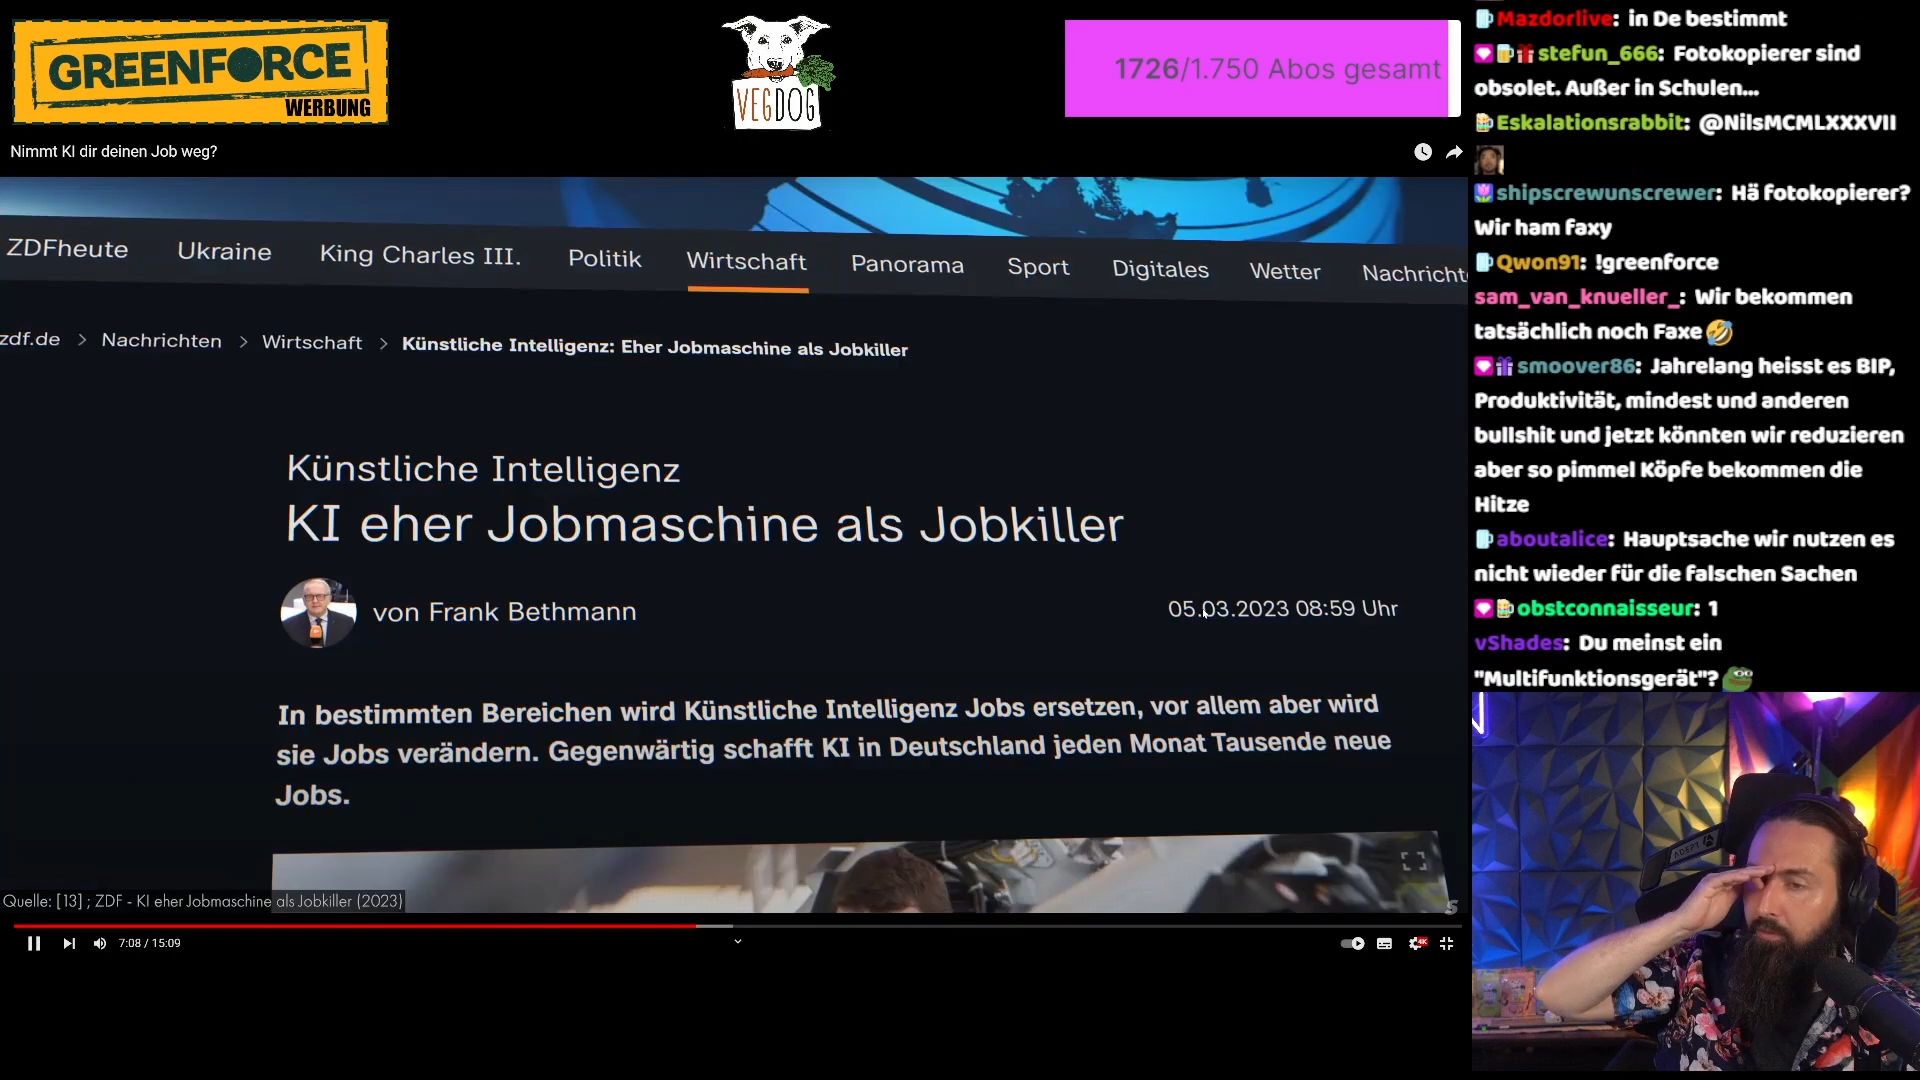 GREENFORCE
WERBUNG
VEGDOG
1726/1.750 Abos gesamt
Nimmt KI dir deinen Job weg?
ZDFheute Ukraine King Charles III. Politik Wirtschaft Panorama Sport Digitales Wetter Nachricht
zdf.de > Nachrichten > Wirtschaft > Künstliche Intelligenz: Eher Jobmaschine als Jobkiller
Künstliche Intelligenz
KI eher Jobmaschine als Jobkiller
von Frank Bethmann
05.03.2023 08:59 Uhr
In bestimmten Bereichen wird Künstliche Intelligenz Jobs ersetzen, vor allem aber wird
sie Jobs verändern. Gegenwärtig schafft KI in Deutschland jeden Monat Tausende neue
Jobs.
Quelle: [13] ; ZDF - KI eher Jobmaschine als Jobkiller (2023)
7:08 / 15:09
4K
Mazdorlive: in De bestimmt
stefun_666: Fotokopierer sind
obsolet. Außer in Schulen...
Eskalationsrabbit: @NilsMCMLXXXVII
shipscrewunscrewer: Hä fotokopierer?
Wir ham faxy
Qwon91: !greenforce
sam_van_knueller_: Wir bekommen
tatsächlich noch Faxe 🤣
smoover86: Jahrelang heisst es BIP,
Produktivität, mindest und anderen
bullshit und jetzt könnten wir reduzieren
aber so pimmel Köpfe bekommen die
Hitze
aboutalice: Hauptsache wir nutzen es
nicht wieder für die falschen Sachen
obstconnaisseur: 1
vShades: Du meinst ein
"Multifunktionsgerät"?